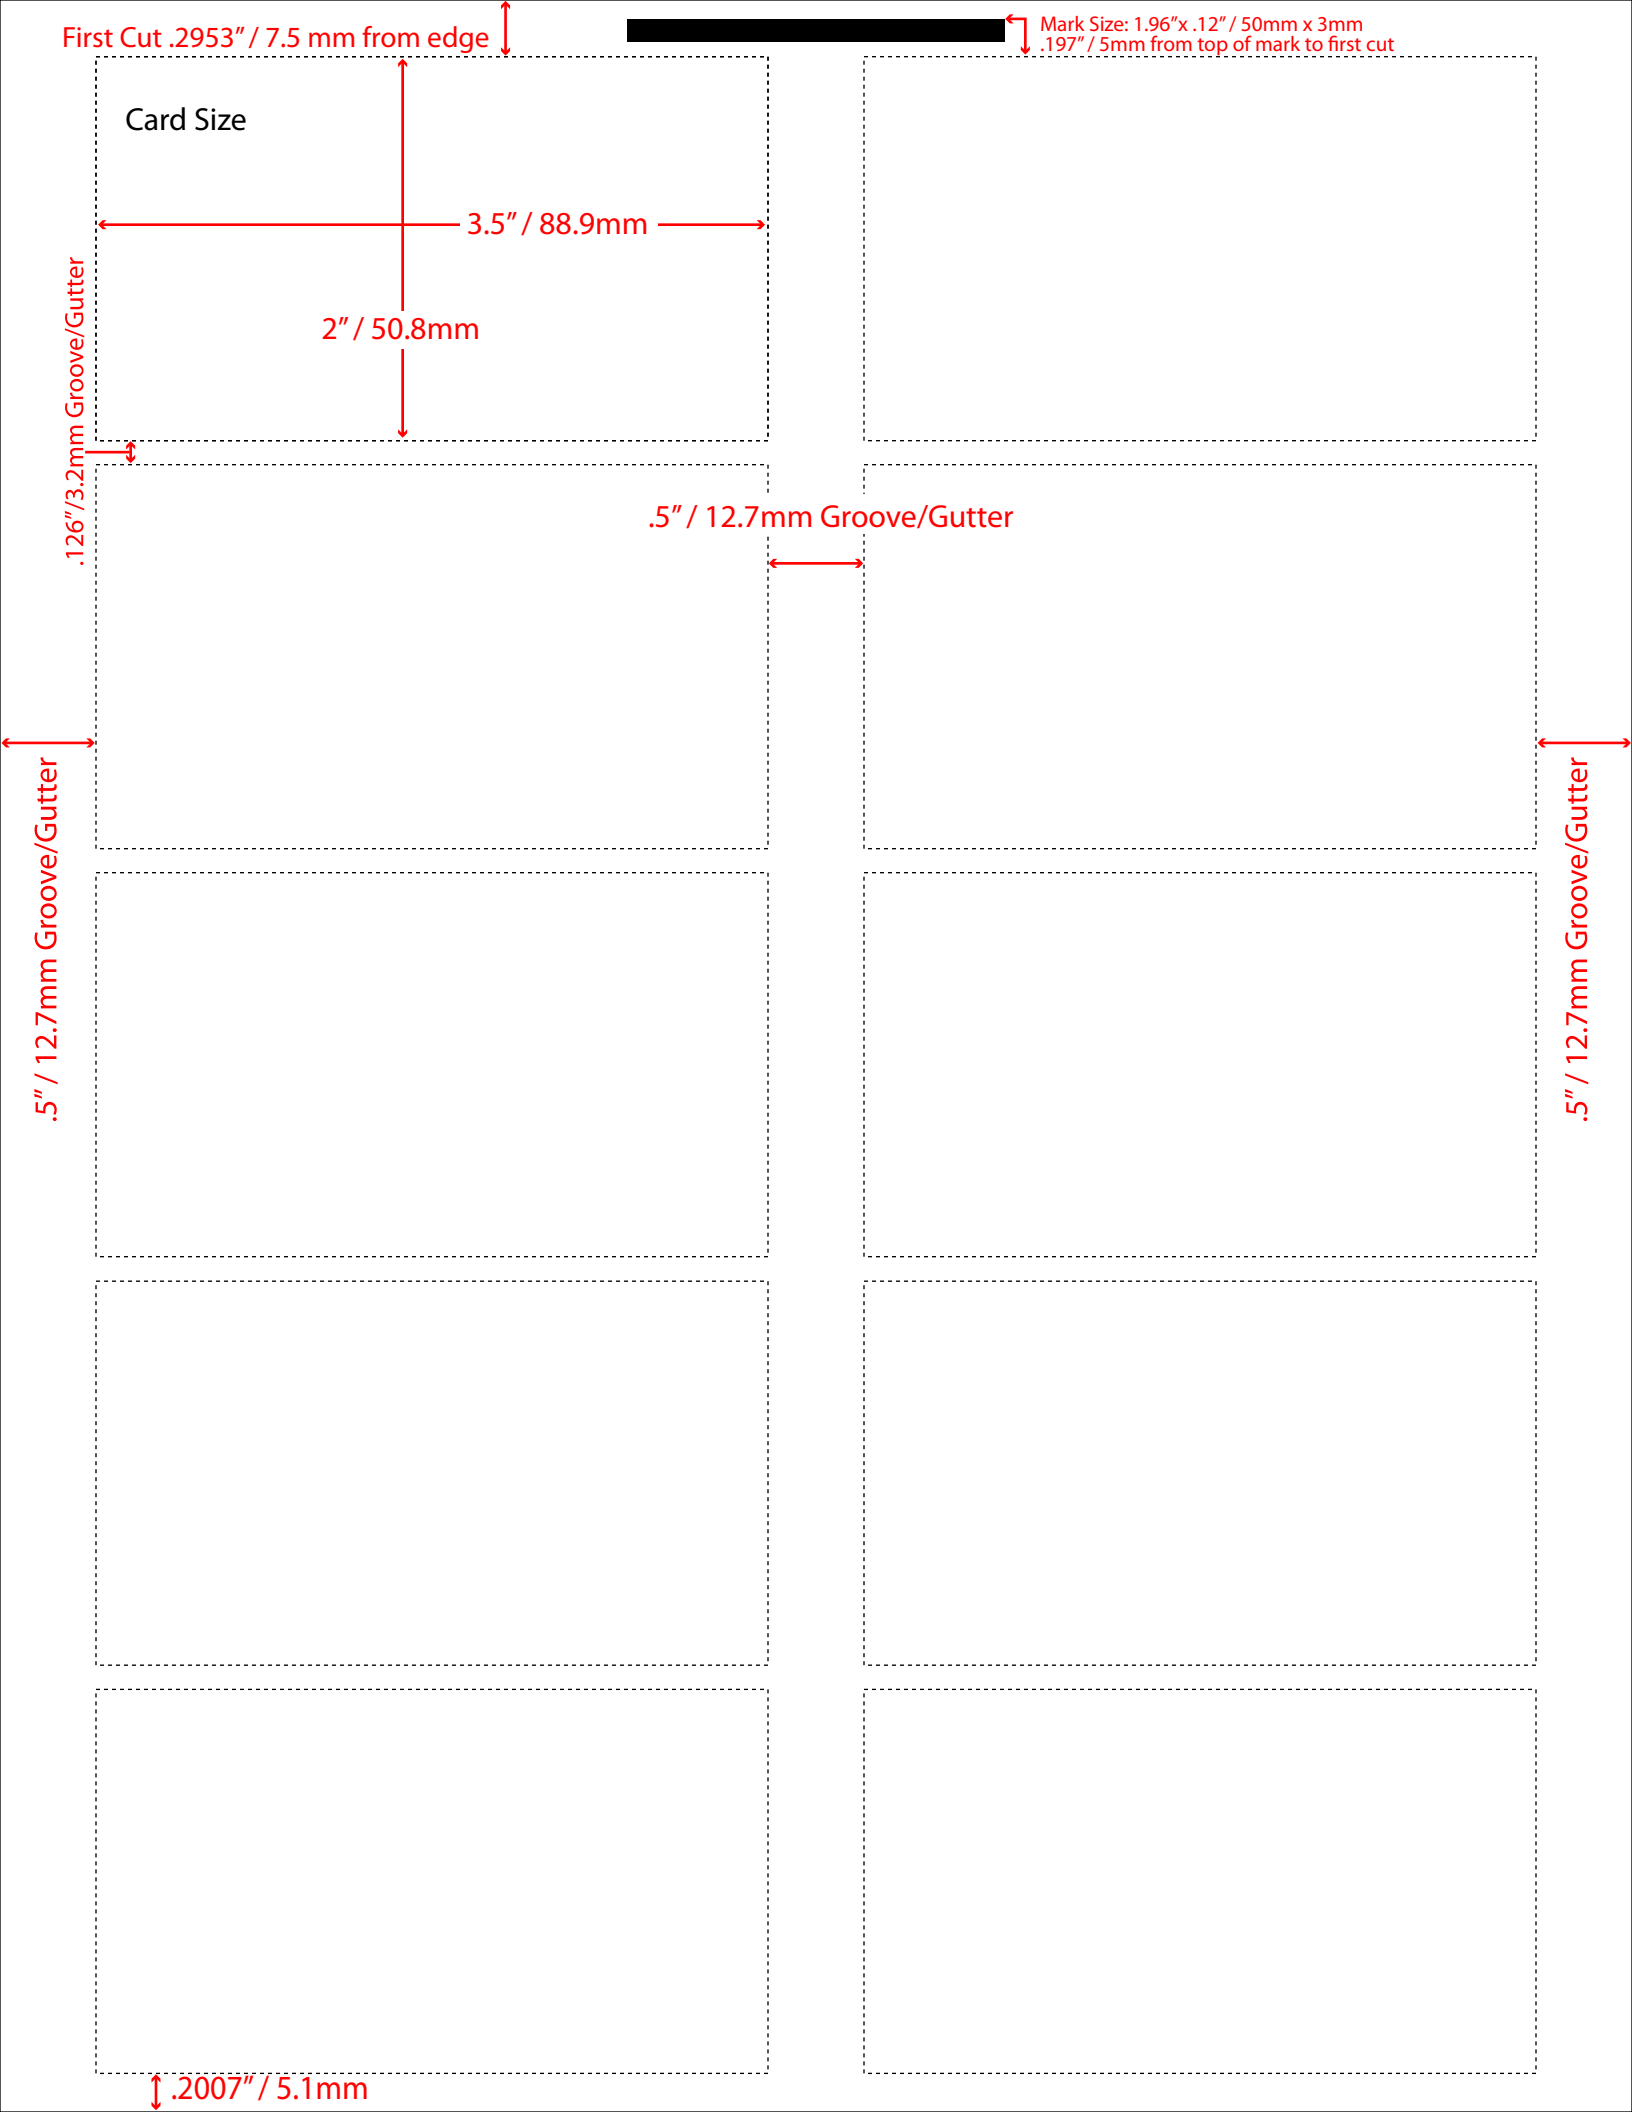 First Cut .2953” / 7.5 mm from edge
Mark Size: 1.96”x .12” / 50mm x 3mm
.197” / 5mm from top of mark to first cut
Card Size
3.5” / 88.9mm
2” / 50.8mm
.126”/3.2mm Groove/Gutter
.5” / 12.7mm Groove/Gutter
.5” / 12.7mm Groove/Gutter
.5” / 12.7mm Groove/Gutter
.2007” / 5.1mm